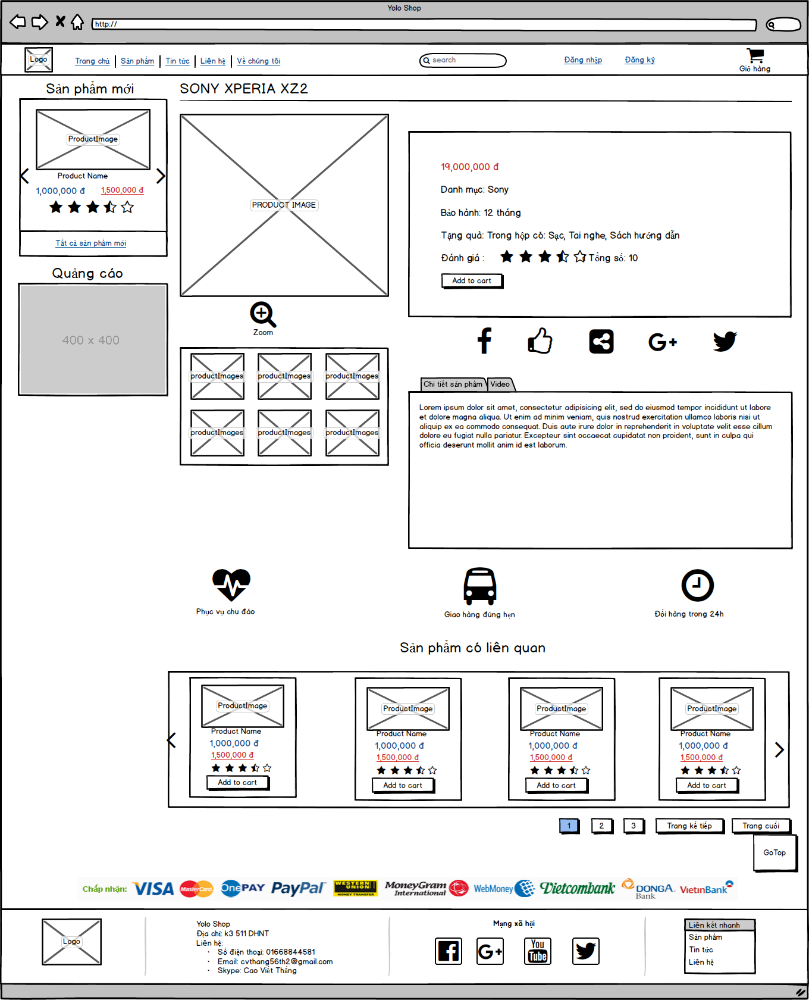 Yolo Shop
http://
Logo
Trang chủ
Sản phẩm
Tin tức
Liên hệ
Về chúng tôi
search
Đăng nhập
Đăng ký
Giỏ hàng
Sản phẩm mới
ProductImage
Product Name
1,000,000 đ
1,500,000 đ
Tất cả sản phẩm mới
Quảng cáo
400 x 400
SONY XPERIA XZ2
PRODUCT IMAGE
Zoom
productImages
productImages
productImages
productImages
productImages
productImages
19,000,000 đ
Danh mục: Sony
Bảo hành: 12 tháng
Tặng quà: Trong hộp có: Sạc, Tai nghe, Sách hướng dẫn
Đánh giá :
Tổng số: 10
Add to cart
Chi tiết sản phẩm
Video
Lorem ipsum dolor sit amet, consectetur adipisicing elit, sed do eiusmod tempor incididunt ut labore
et dolore magna aliqua. Ut enim ad minim veniam, quis nostrud exercitation ullamco laboris nisi ut
aliquip ex ea commodo consequat. Duis aute irure dolor in reprehenderit in voluptate velit esse cillum
dolore eu fugiat nulla pariatur. Excepteur sint occaecat cupidatat non proident, sunt in culpa qui
officia deserunt mollit anim id est laborum.
Phục vụ chu đáo
Giao hàng đúng hẹn
Đổi hàng trong 24h
Sản phẩm có liên quan
ProductImage
Product Name
1,000,000 đ
1,500,000 đ
Add to cart
ProductImage
Product Name
1,000,000 đ
1,500,000 đ
Add to cart
ProductImage
Product Name
1,000,000 đ
1,500,000 đ
Add to cart
ProductImage
Product Name
1,000,000 đ
1,500,000 đ
Add to cart
1
2
3
Trang kế tiếp
Trang cuối
GoTop
Chấp nhận:
VISA
MasterCard
OnePAY
PayPal
WESTERN UNION
MONEY TRANSFER
MoneyGram
International
WebMoney
Vietcombank
DONGA
Bank
VietinBank
Logo
Yolo Shop
Địa chỉ: k3 511 DHNT
Liên hệ:
Số điện thoại: 01668844581
Email: cvthang56th2@gmail.com
Skype: Cao Viết Thắng
Mạng xã hội
You
Tube
Liên kết nhanh
Sản phẩm
Tin tức
Liên hệ